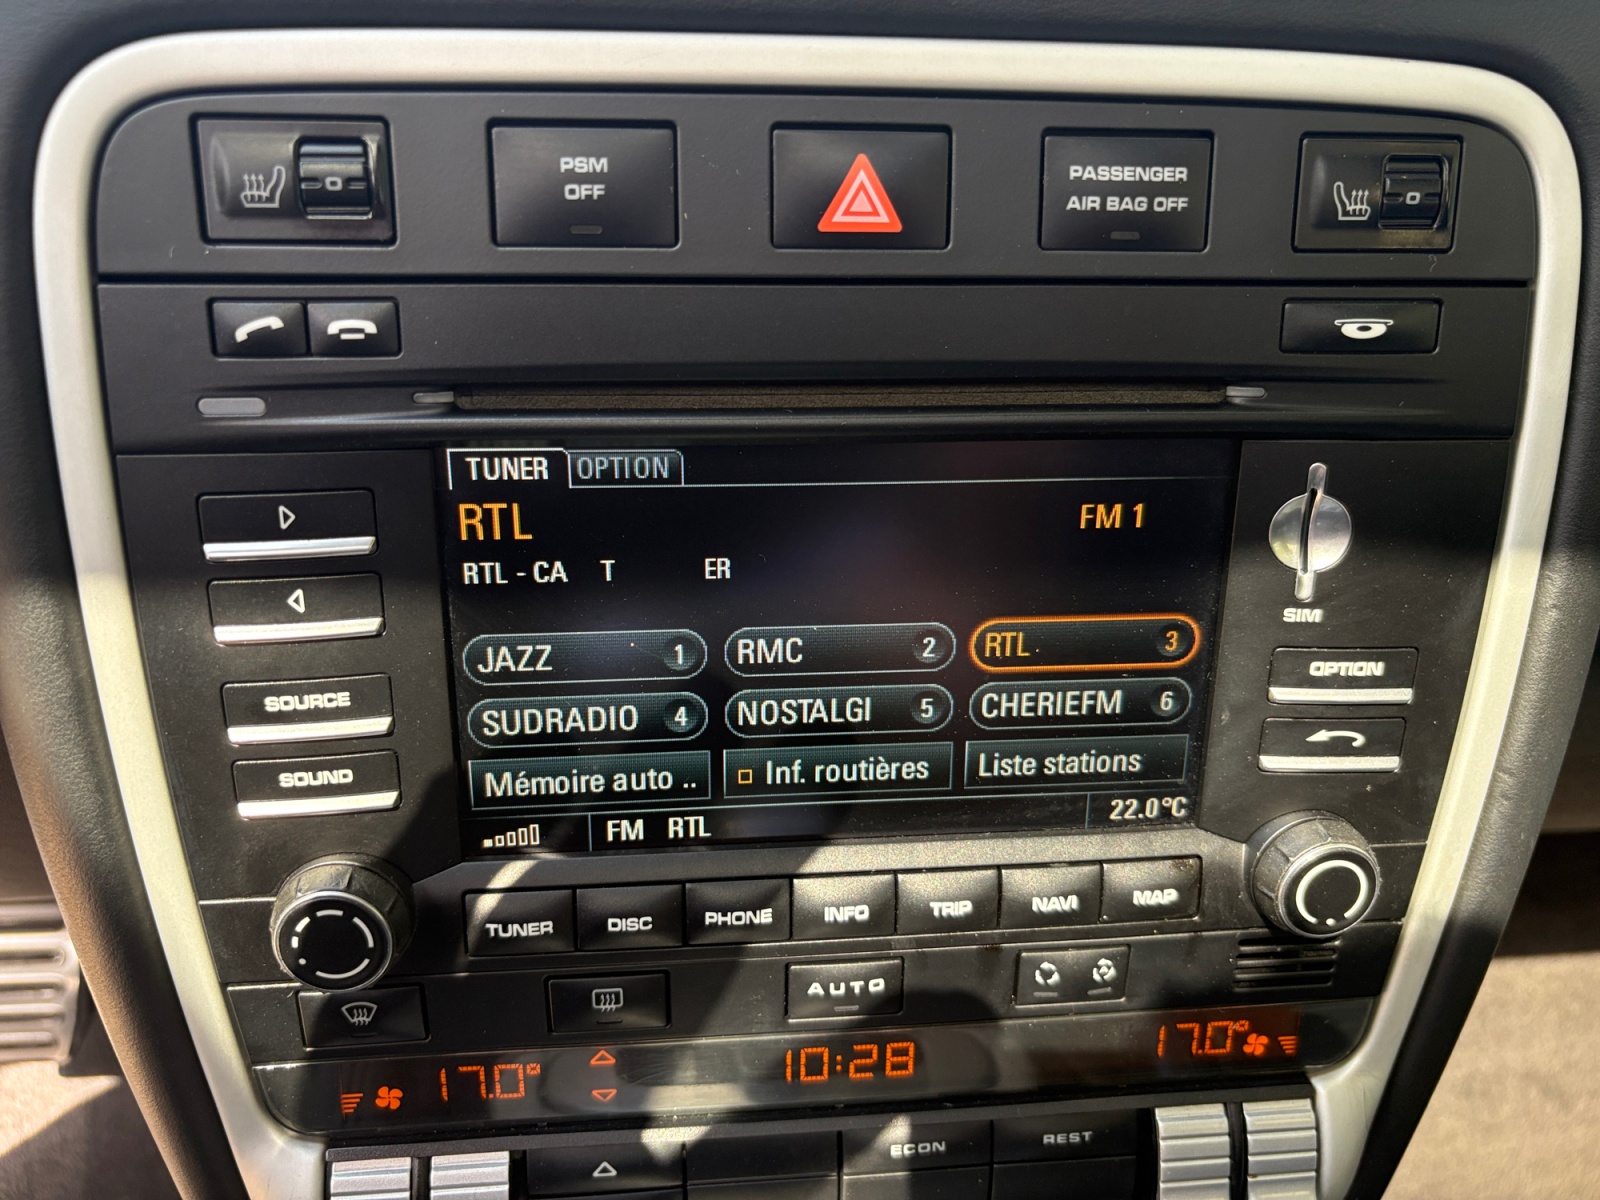 PSM
OFF
PASSENGER
AIR BAG OFF
TUNER OPTION
RTL FM 1
RTL - CA T ER
SIM
JAZZ 1 RMC 2 RTL 3
SUDRADIO 4 NOSTALGI 5 CHERIEFM 6
Mémoire auto .. Inf. routières Liste stations
FM RTL 22.0°C
SOURCE
SOUND
OPTION
TUNER DISC PHONE INFO TRIP NAVI MAP
AUTO
17.0° 10:28 17.0°
ECON REST